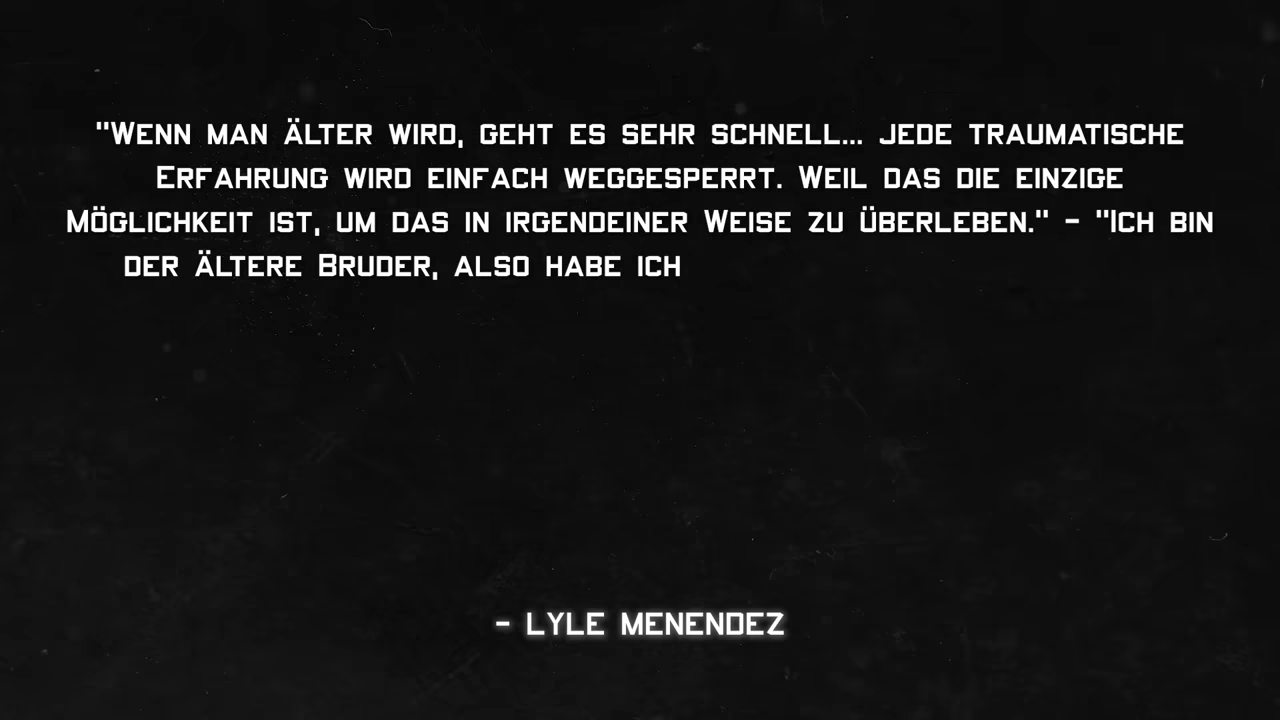 "Wenn man älter wird, geht es sehr schnell... jede traumatische
Erfahrung wird einfach weggesperrt. Weil das die einzige
Möglichkeit ist, um das in irgendeiner Weise zu überleben." - "Ich bin
der ältere Bruder, also habe ich
- LYLE MENENDEZ